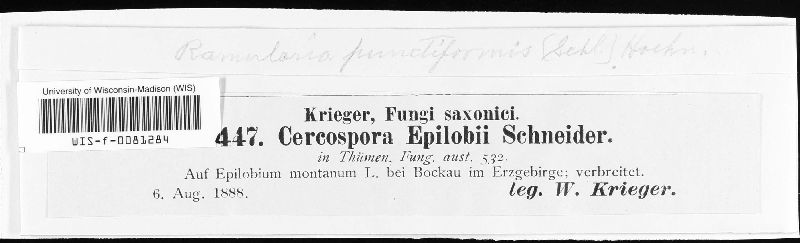 Ramularia punctiformis (Schl.) Hoehn.
University of Wisconsin-Madison (WIS)
WIS-f-0081284
Krieger, Fungi saxonici.
447. Cercospora Epilobii Schneider.
in Thümen, Fung. aust. 532.
Auf Epilobium montanum L. bei Bockau im Erzgebirge; verbreitet.
6. Aug. 1888.
leg. W. Krieger.